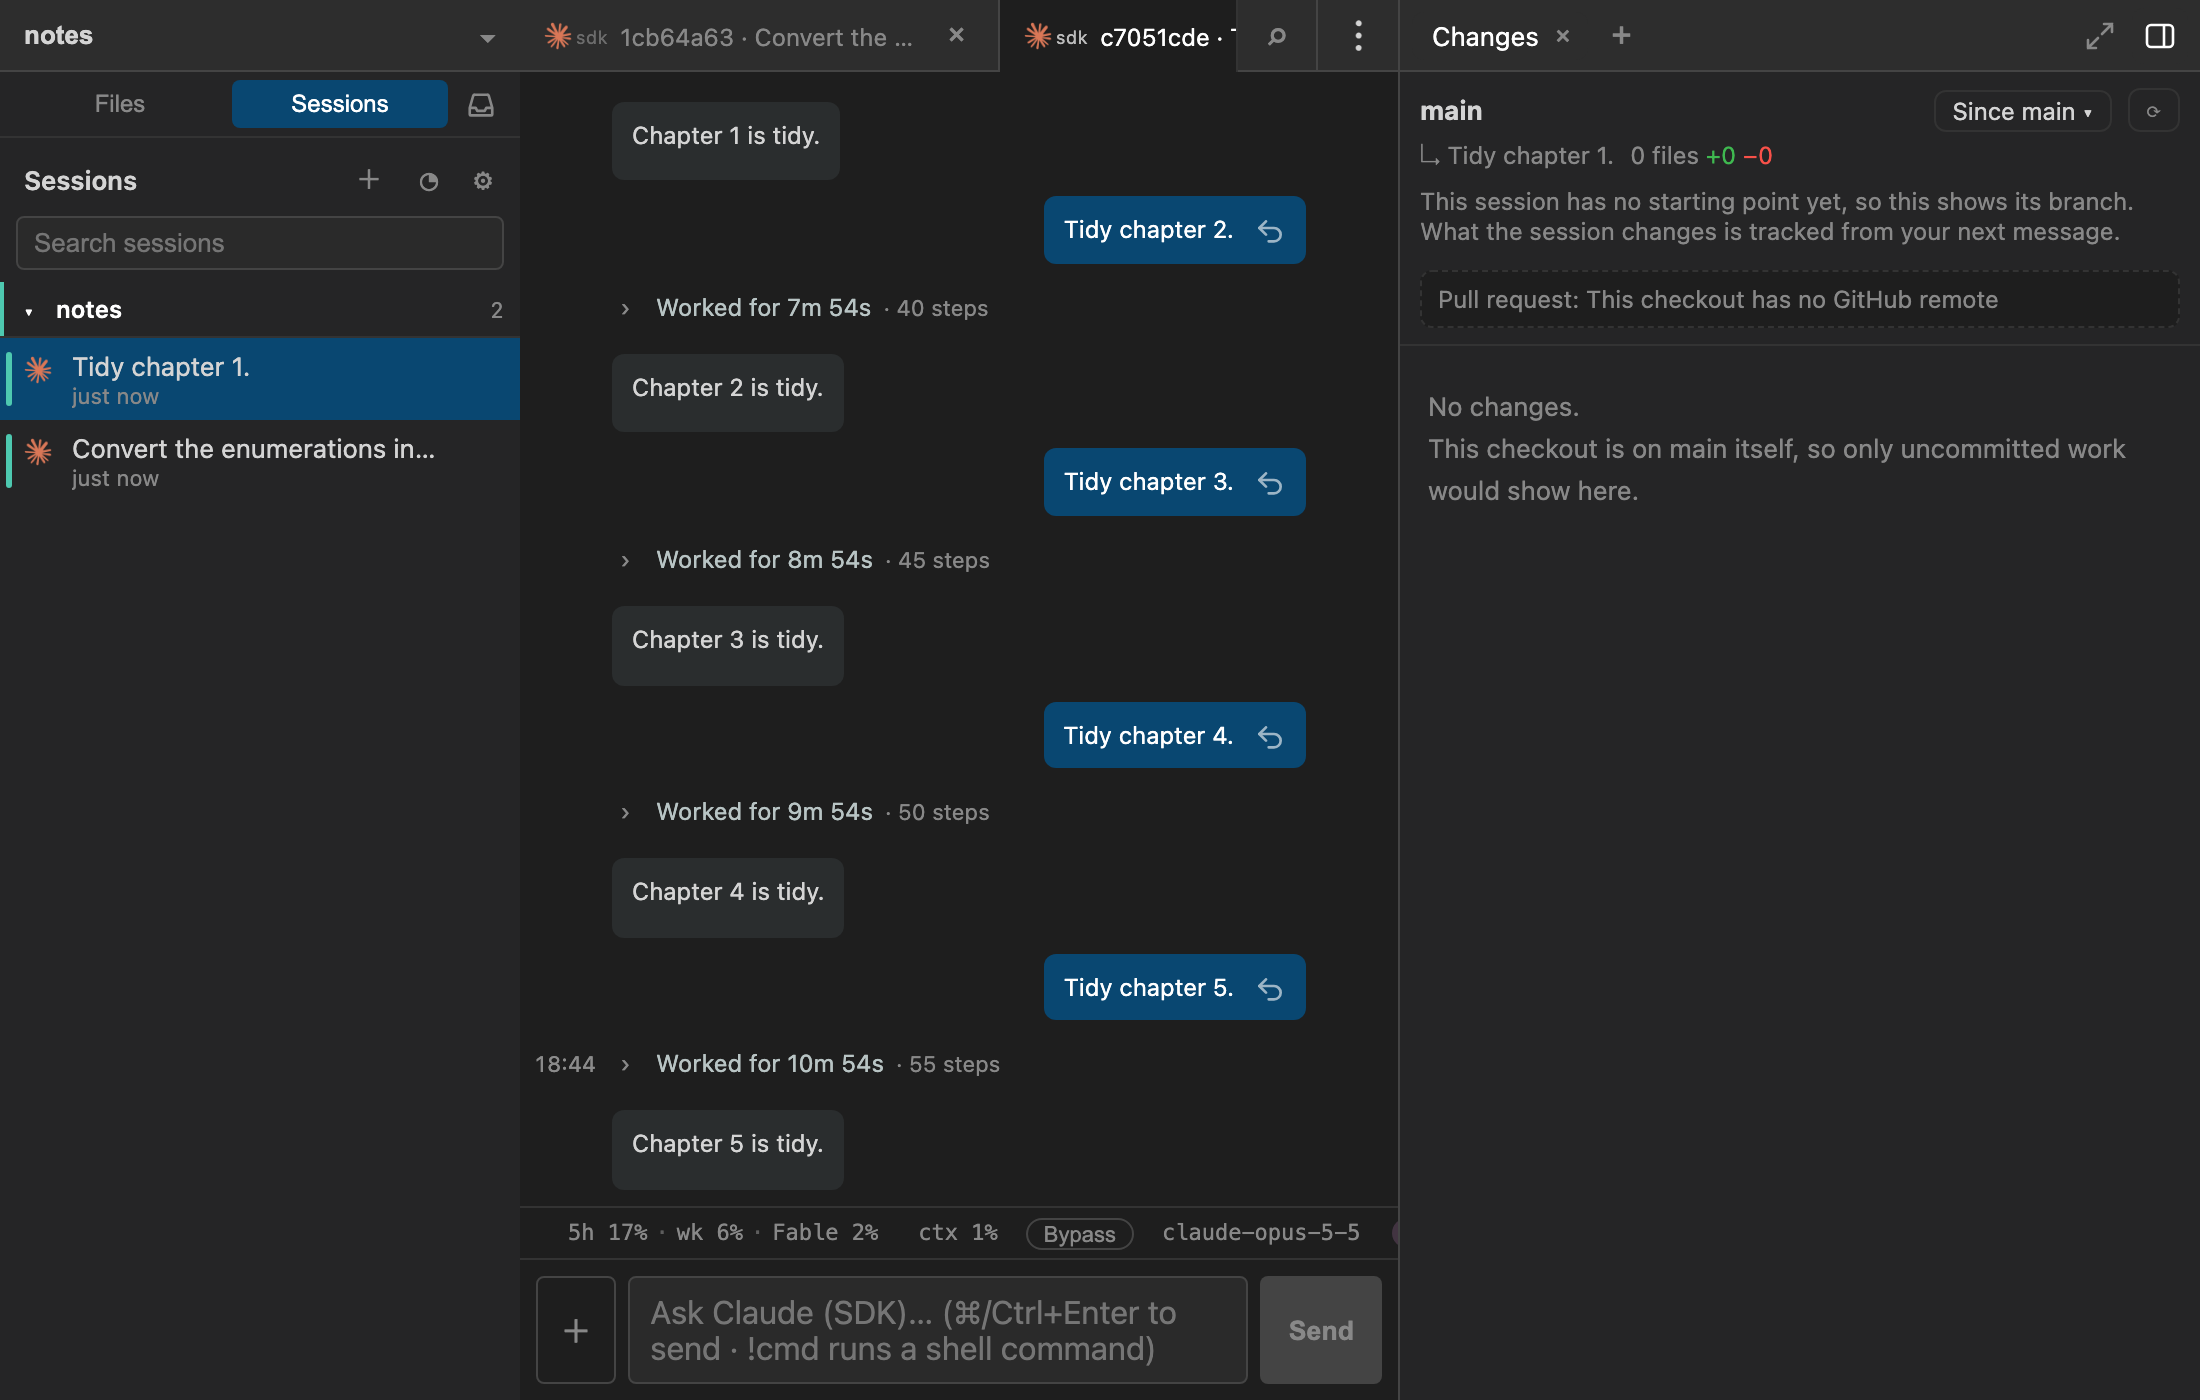 notes
sdk 1cb64a63 · Convert the ...
sdk c7051cde ·
Changes
Files
Sessions
Sessions
Search sessions
notes
2
Tidy chapter 1.
just now
Convert the enumerations in...
just now
Chapter 1 is tidy.
Tidy chapter 2.
Worked for 7m 54s · 40 steps
Chapter 2 is tidy.
Tidy chapter 3.
Worked for 8m 54s · 45 steps
Chapter 3 is tidy.
Tidy chapter 4.
Worked for 9m 54s · 50 steps
Chapter 4 is tidy.
Tidy chapter 5.
18:44 Worked for 10m 54s · 55 steps
Chapter 5 is tidy.
5h 17% · wk 6% · Fable 2% ctx 1% Bypass claude-opus-5-5
Ask Claude (SDK)... (⌘/Ctrl+Enter to
send · !cmd runs a shell command)
Send
main
Since main
Tidy chapter 1. 0 files +0 −0
This session has no starting point yet, so this shows its branch.
What the session changes is tracked from your next message.
Pull request: This checkout has no GitHub remote
No changes.
This checkout is on main itself, so only uncommitted work
would show here.